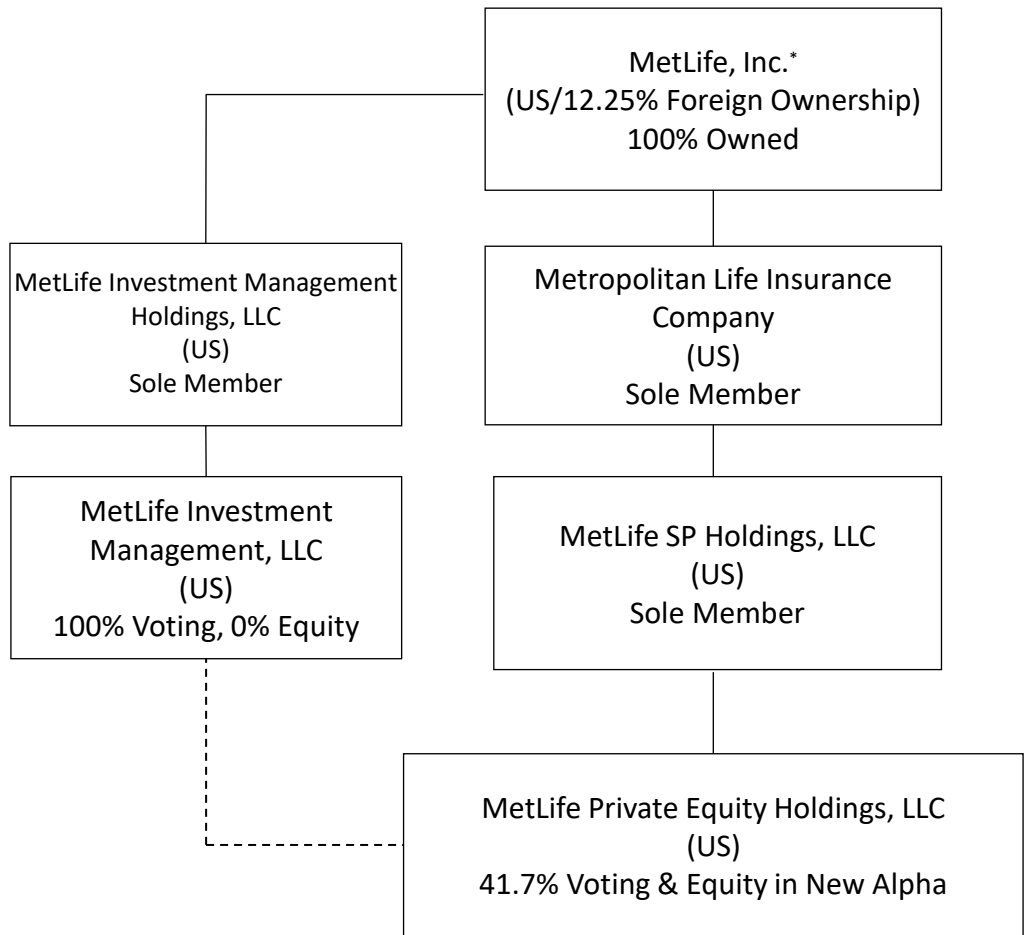 MetLife, Inc.*
(US/12.25% Foreign Ownership)
100% Owned
MetLife Investment Management
Holdings, LLC
(US)
Sole Member
Metropolitan Life Insurance
Company
(US)
Sole Member
MetLife Investment
Management, LLC
(US)
100% Voting, 0% Equity
MetLife SP Holdings, LLC
(US)
Sole Member
MetLife Private Equity Holdings, LLC
(US)
41.7% Voting & Equity in New Alpha